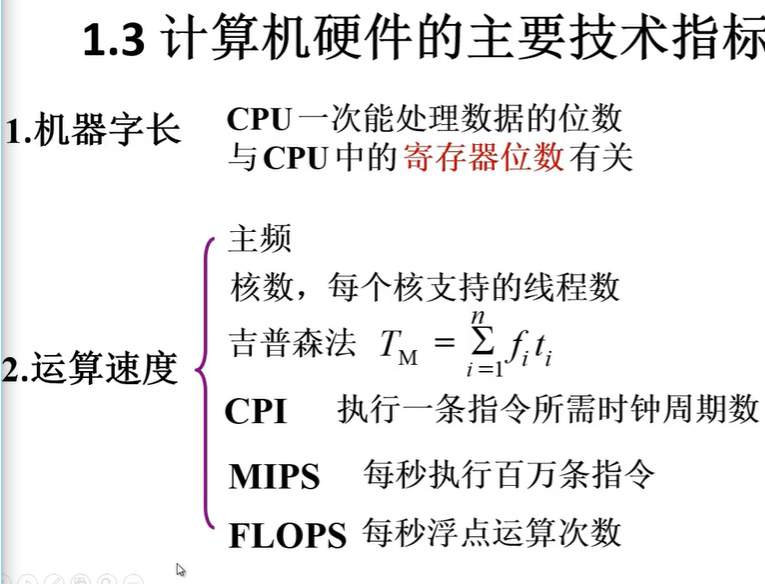 1.3 计算机硬件的主要技术指标
1.机器字长
CPU一次能处理数据的位数
与CPU中的寄存器位数有关
2.运算速度
主频
核数，每个核支持的线程数
吉普森法 T_M = ∑_{i=1}^{n} f_i t_i
CPI 执行一条指令所需时钟周期数
MIPS 每秒执行百万条指令
FLOPS 每秒浮点运算次数